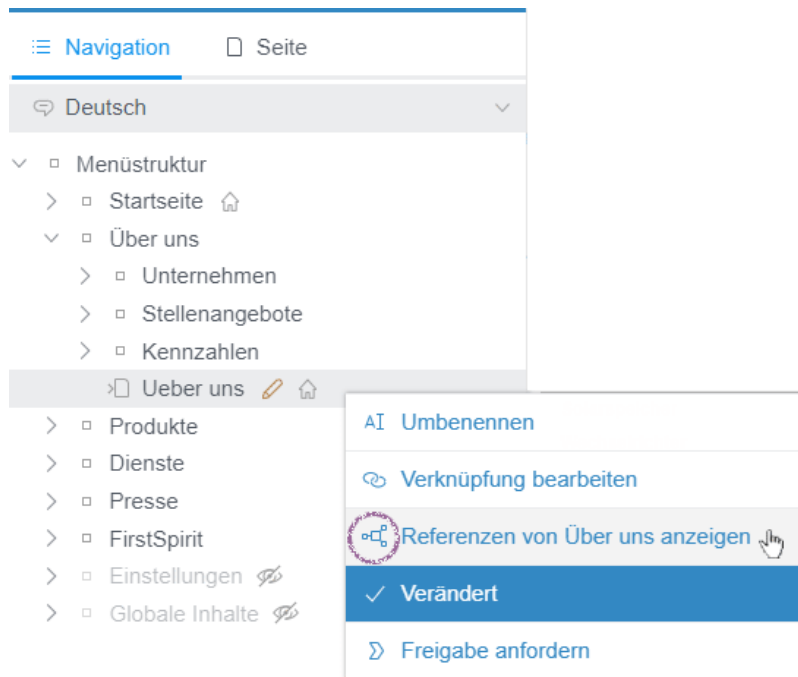 Navigation Seite
Deutsch
Menüstruktur
Startseite
Über uns
Unternehmen
Stellenangebote
Kennzahlen
Ueber uns
Produkte
Dienste
Presse
FirstSpirit
Einstellungen
Globale Inhalte
Umbenennen
Verknüpfung bearbeiten
Referenzen von Über uns anzeigen
Verändert
Freigabe anfordern